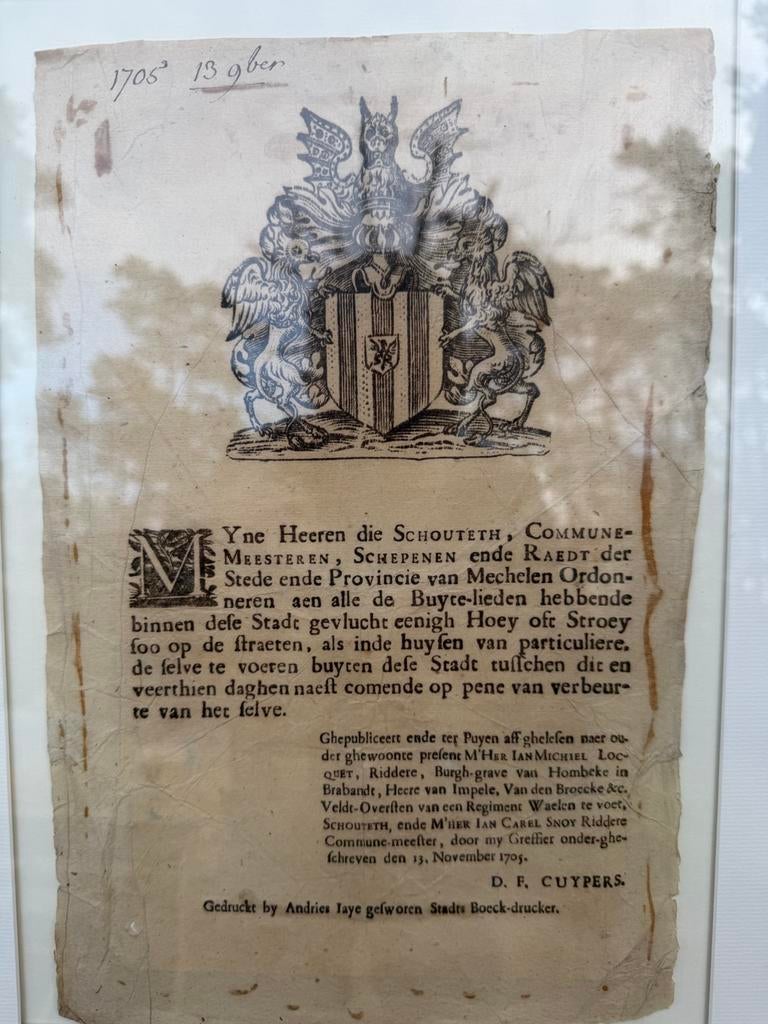 1705 13 9ber
MYne Heeren die SCHOUTETH, COMMUNE-
MEESTEREN, SCHEPENEN ende RAEDT der
Stede ende Provincie van Mechelen Ordon-
neren aen alle de Buyte-lieden hebbende
binnen deſe Stadt gevlucht eenigh Hoey oft Stroey
ſoo op de ſtraeten, als inde huyſen van particuliere.
de ſelve te voeren buyten deſe Stadt tuſſchen dit en
veerthien daghen naeſt comende op pene van verbeur-
te van het ſelve.
Ghepubliceert ende ter Puyen aff gheleſen naer ou-
der ghewoonte preſent M'HER IAN MICHIEL LOC-
QUET, Riddere, Burgh-grave van Hombeke in
Brabandt, Heere van Impele, Van den Broecke &c.
Veldt-Overſten van een Regiment Waelen te voet,
SCHOUTETH, ende M'HER IAN CAREL SNOY Riddere
Commune-meeſter, door my Greffier onder-ghe-
ſchreven den 13. November 1705.
D. F. CUYPERS.
Gedruckt by Andries Jaye geſworen Stadts Boeck-drucker.